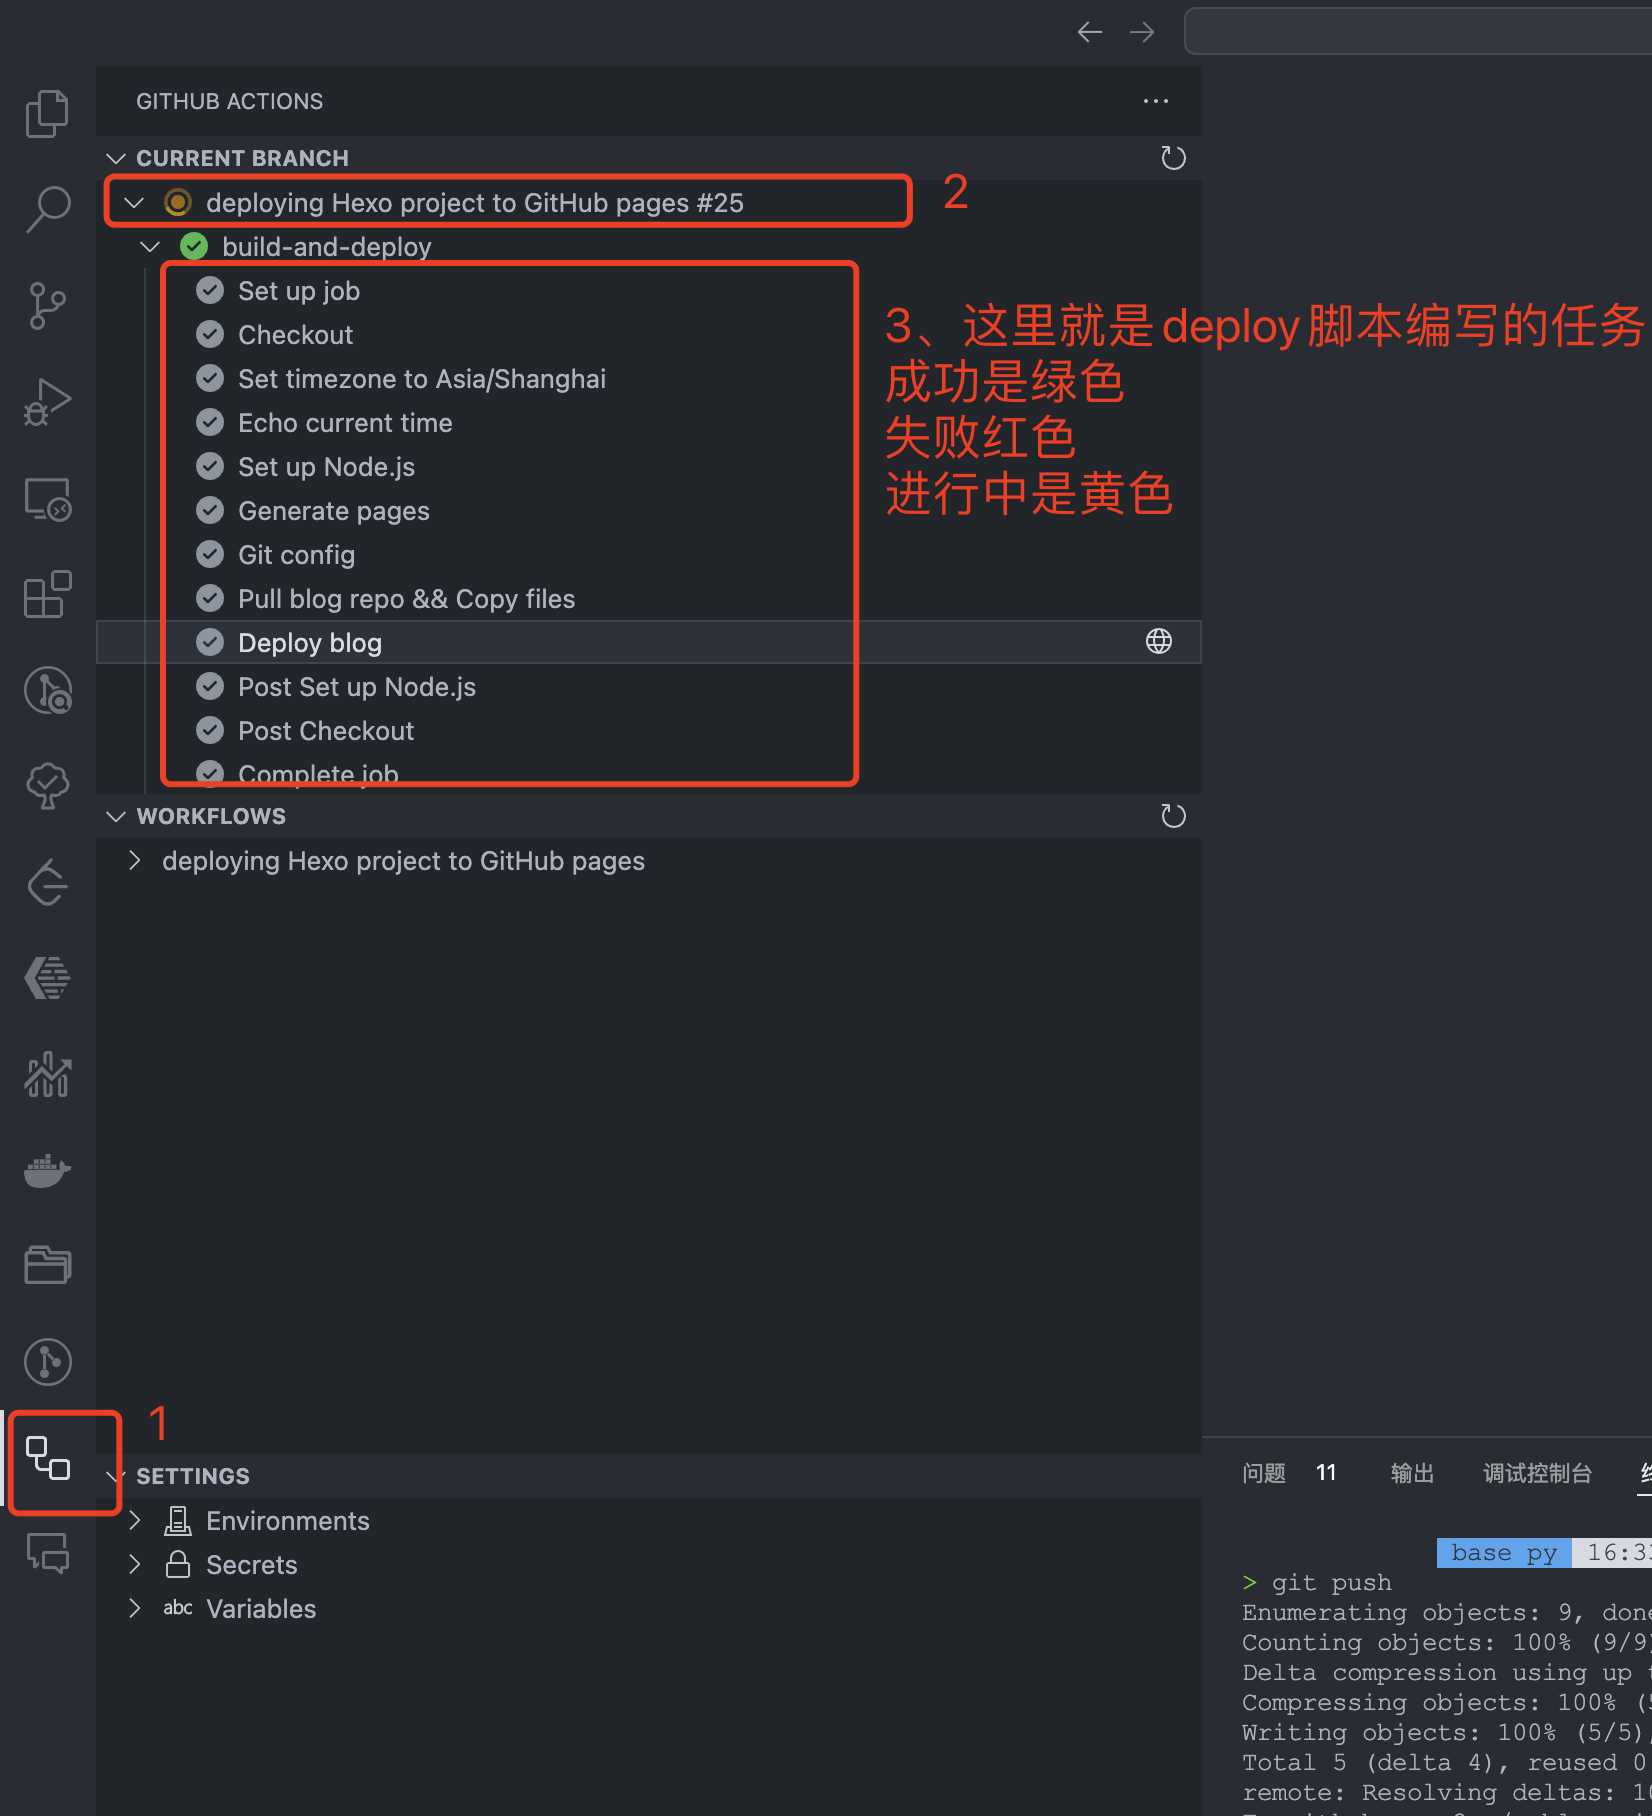 GITHUB ACTIONS
CURRENT BRANCH
deploying Hexo project to GitHub pages #25
2
build-and-deploy
Set up job
Checkout
Set timezone to Asia/Shanghai
Echo current time
Set up Node.js
Generate pages
Git config
Pull blog repo && Copy files
Deploy blog
Post Set up Node.js
Post Checkout
Complete job
3、这里就是deploy脚本编写的任务
成功是绿色
失败红色
进行中是黄色
WORKFLOWS
deploying Hexo project to GitHub pages
1
SETTINGS
Environments
Secrets
abc Variables
问题 11 输出 调试控制台
base py 16:3
> git push
Enumerating objects: 9, done
Counting objects: 100% (9/9)
Delta compression using up
Compressing objects: 100% (
Writing objects: 100% (5/5),
Total 5 (delta 4), reused 0
remote: Resolving deltas: 1